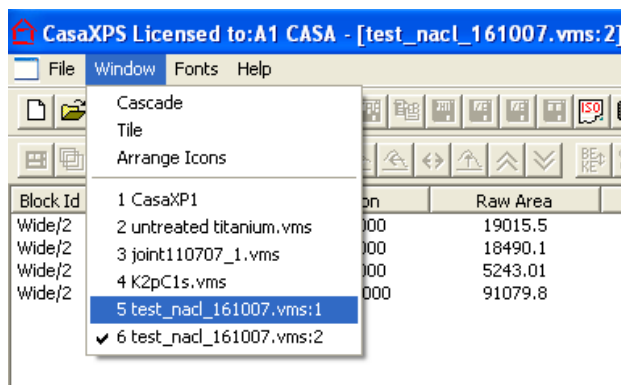 CasaXPS Licensed to:A1 CASA - [test_nacl_161007.vms:2]
File Window Fonts Help
Cascade
Tile
Arrange Icons
ISO
BE
KE
1 CasaXP1
2 untreated titanium.vms
3 joint110707_1.vms
4 K2pC1s.vms
5 test_nacl_161007.vms:1
6 test_nacl_161007.vms:2
Block Id on Raw Area
Wide/2 000 19015.5
Wide/2 000 18490.1
Wide/2 000 5243.01
Wide/2 000 91079.8